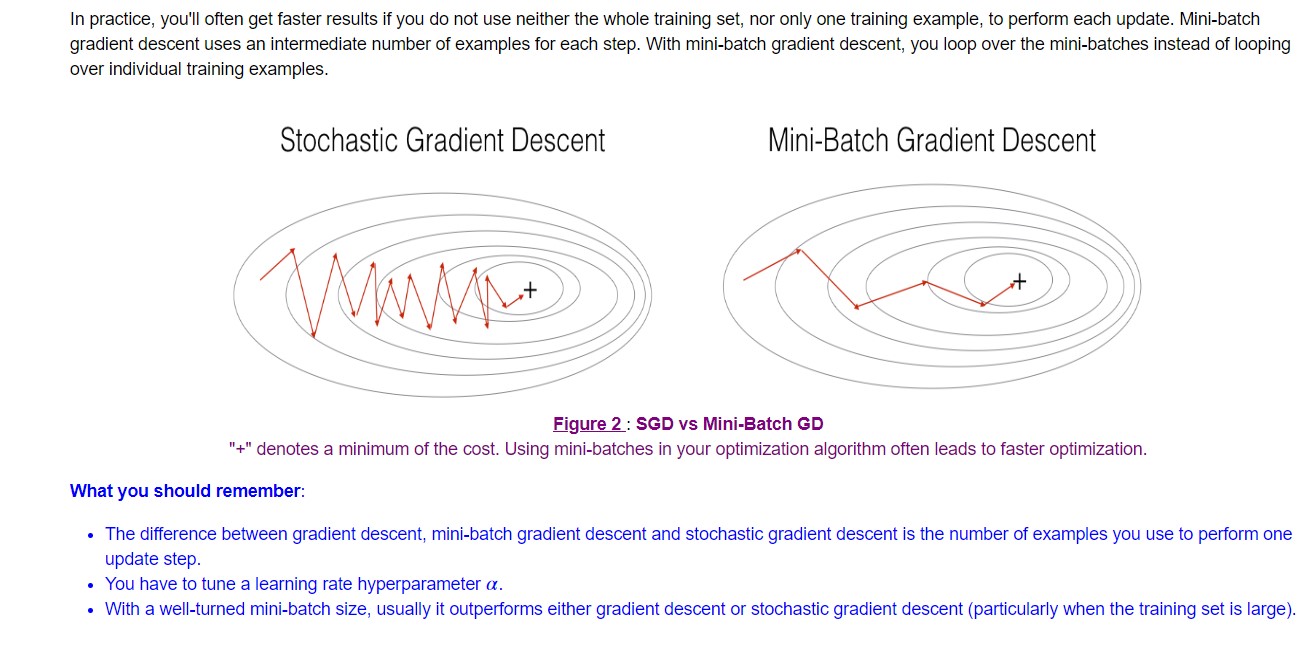 In practice, you'll often get faster results if you do not use neither the whole training set, nor only one training example, to perform each update. Mini-batch
gradient descent uses an intermediate number of examples for each step. With mini-batch gradient descent, you loop over the mini-batches instead of looping
over individual training examples.
Stochastic Gradient Descent
Mini-Batch Gradient Descent
+
+
Figure 2 : SGD vs Mini-Batch GD
"+" denotes a minimum of the cost. Using mini-batches in your optimization algorithm often leads to faster optimization.
What you should remember:
• The difference between gradient descent, mini-batch gradient descent and stochastic gradient descent is the number of examples you use to perform one
update step.
• You have to tune a learning rate hyperparameter α.
• With a well-turned mini-batch size, usually it outperforms either gradient descent or stochastic gradient descent (particularly when the training set is large).